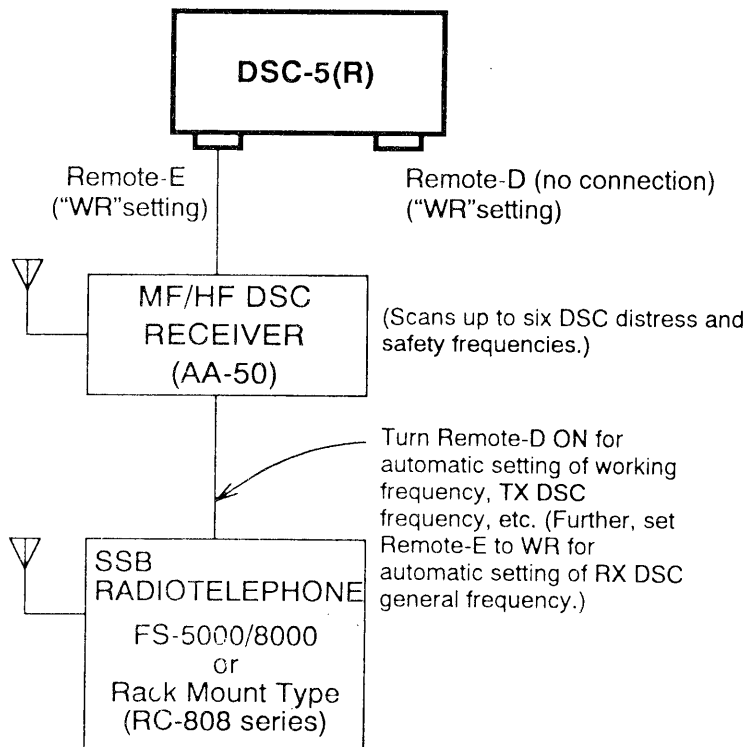 DSC-5(R)
Remote-E
("WR"setting)
Remote-D (no connection)
("WR"setting)
MF/HF DSC
RECEIVER
(AA-50)
(Scans up to six DSC distress and
safety frequencies.)
Turn Remote-D ON for
automatic setting of working
frequency, TX DSC
frequency, etc. (Further, set
Remote-E to WR for
automatic setting of RX DSC
general frequency.)
SSB
RADIOTELEPHONE
FS-5000/8000
or
Rack Mount Type
(RC-808 series)